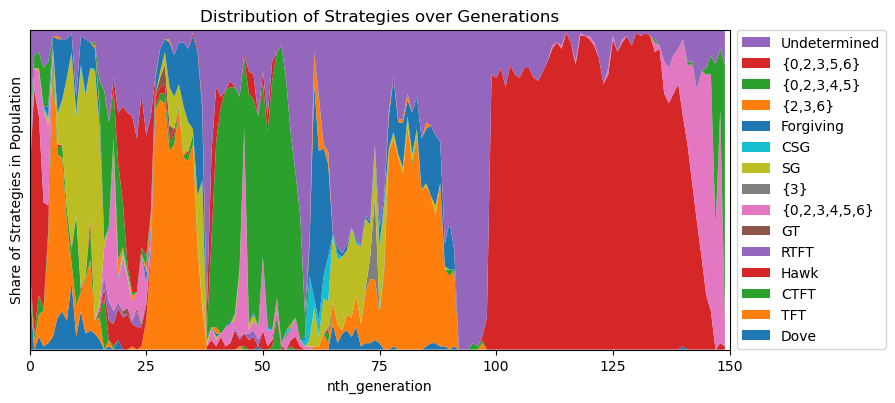 Distribution of Strategies over Generations
Share of Strategies in Population
0
25
50
75
100
125
150
nth_generation
Undetermined
{0,2,3,5,6}
{0,2,3,4,5}
{2,3,6}
Forgiving
CSG
SG
{3}
{0,2,3,4,5,6}
GT
RTFT
Hawk
CTFT
TFT
Dove